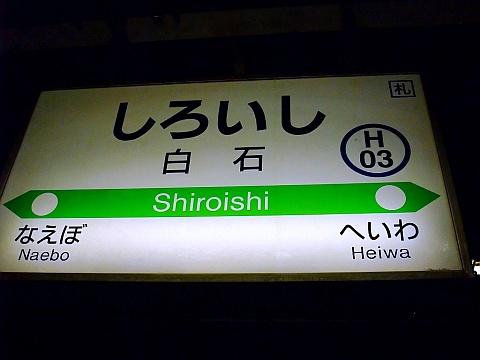 札
しろいし
白石
H
03
Shiroishi
なえぼ
Naebo
へいわ
Heiwa